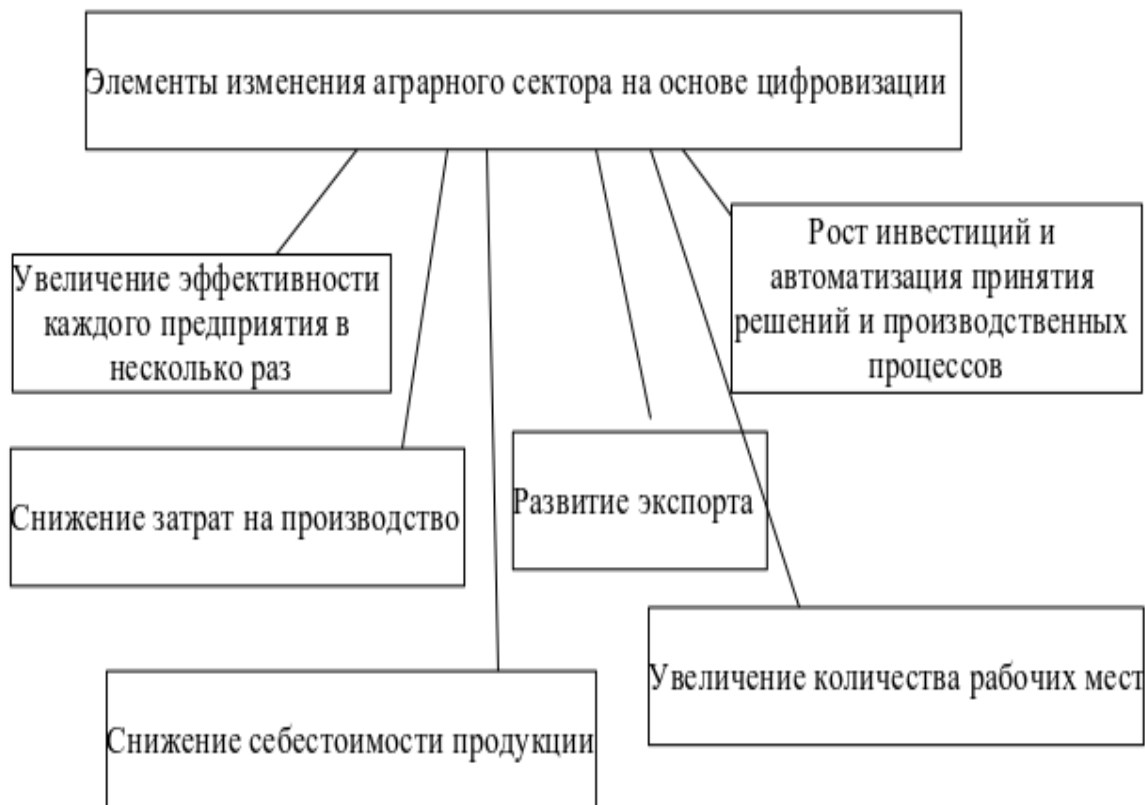 Элементы изменения аграрного сектора на основе цифровизации
Увеличение эффективности
каждого предприятия в
несколько раз
Рост инвестиций и
автоматизация принятия
решений и производственных
процессов
Снижение затрат на производство
Развитие экспорта
Снижение себестоимости продукции
Увеличение количества рабочих мест